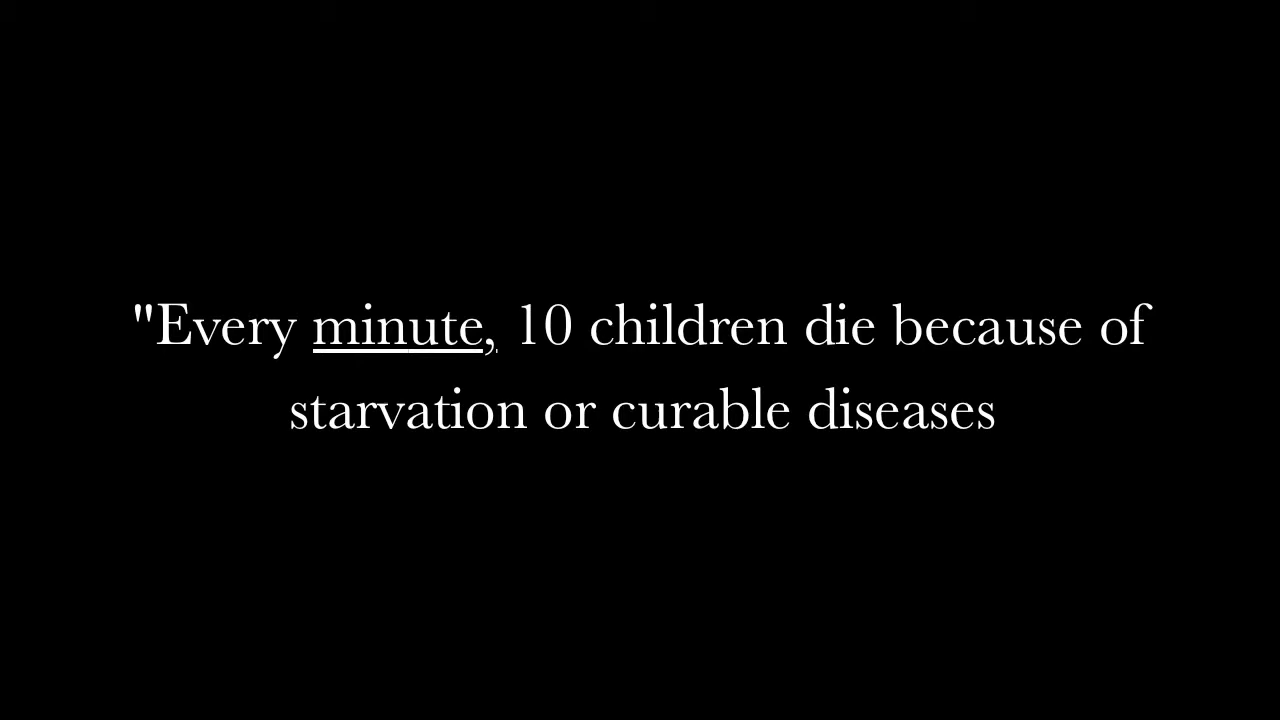 "Every minute, 10 children die because of
starvation or curable diseases